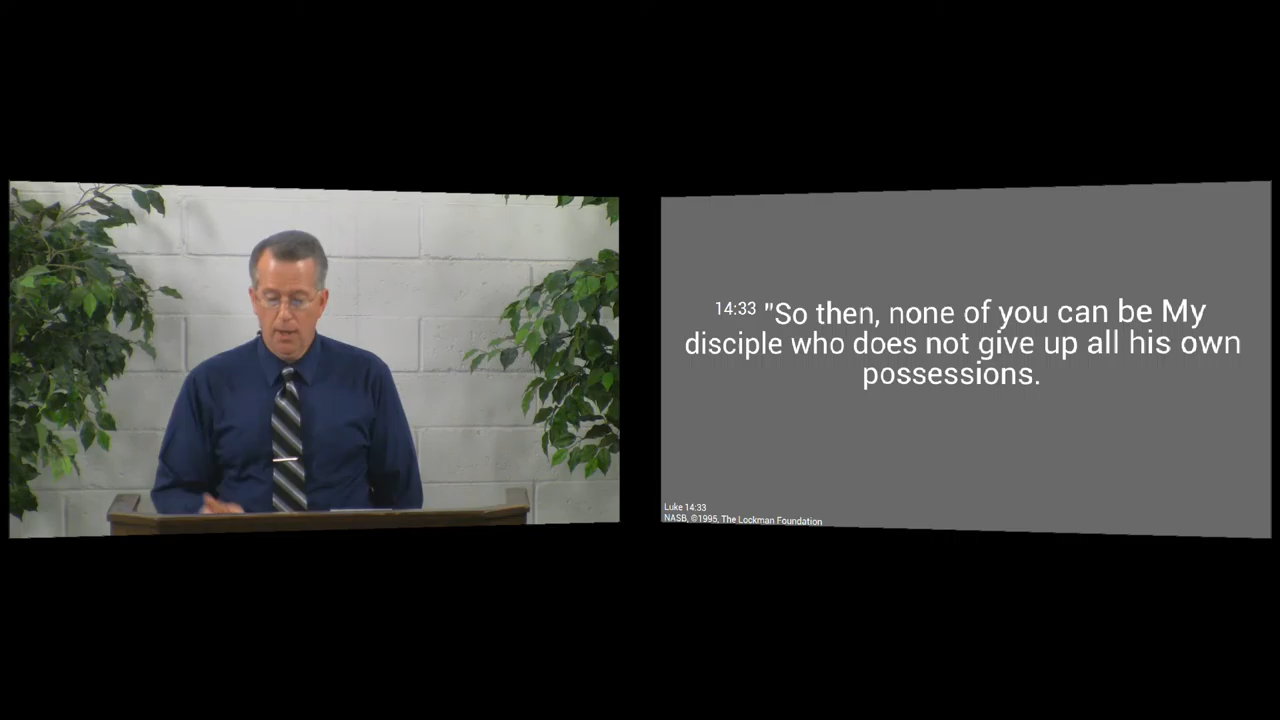 14:33 "So then, none of you can be My
disciple who does not give up all his own
possessions.
Luke 14:33
NASB, ©1995, The Lockman Foundation